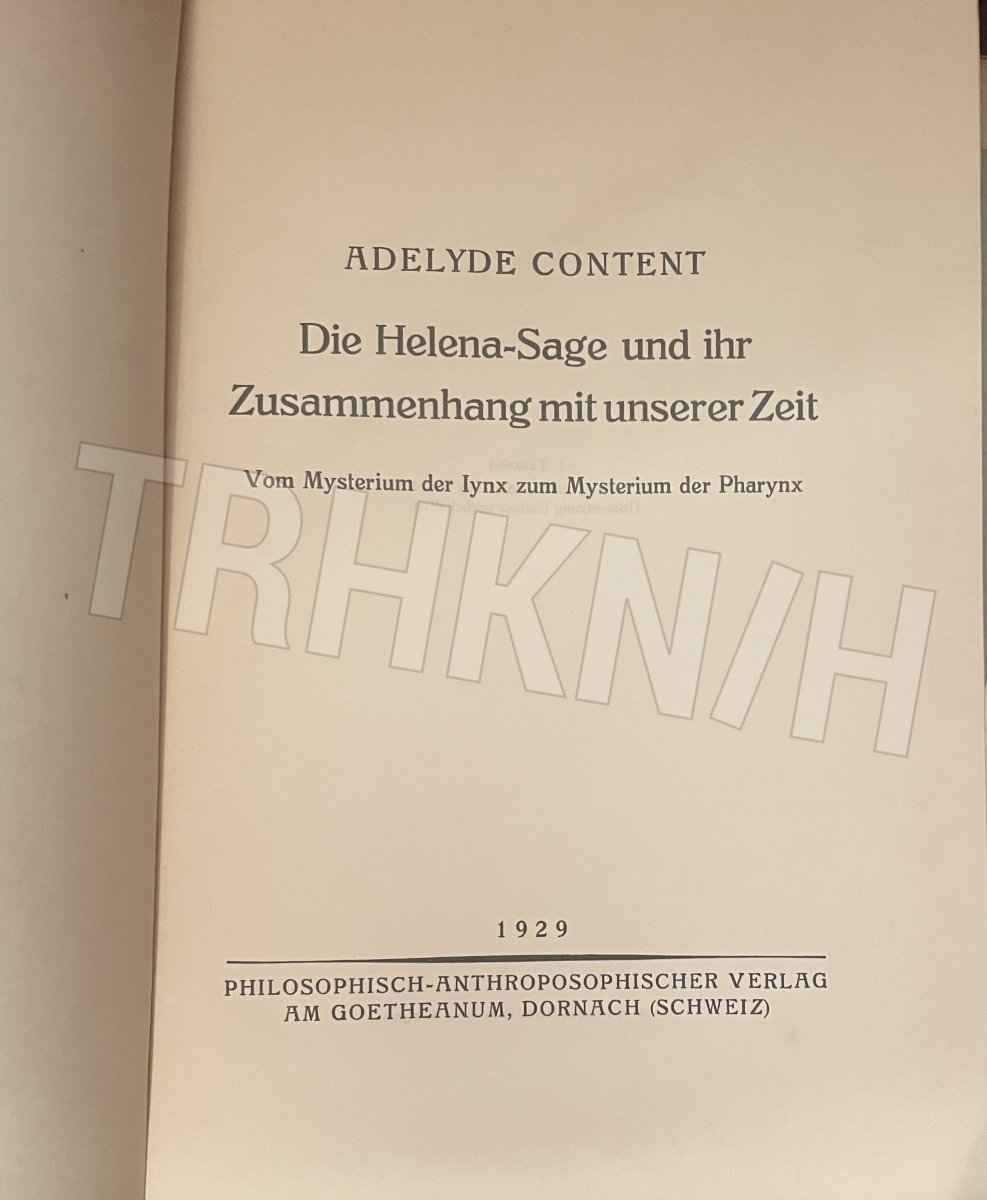 ADELYDE CONTENT
Die Helena-Sage und ihr
Zusammenhang mit unserer Zeit
Vom Mysterium der Iynx zum Mysterium der Pharynx
TRHKN/H
1929
PHILOSOPHISCH-ANTHROPOSOPHISCHER VERLAG
AM GOETHEANUM, DORNACH (SCHWEIZ)